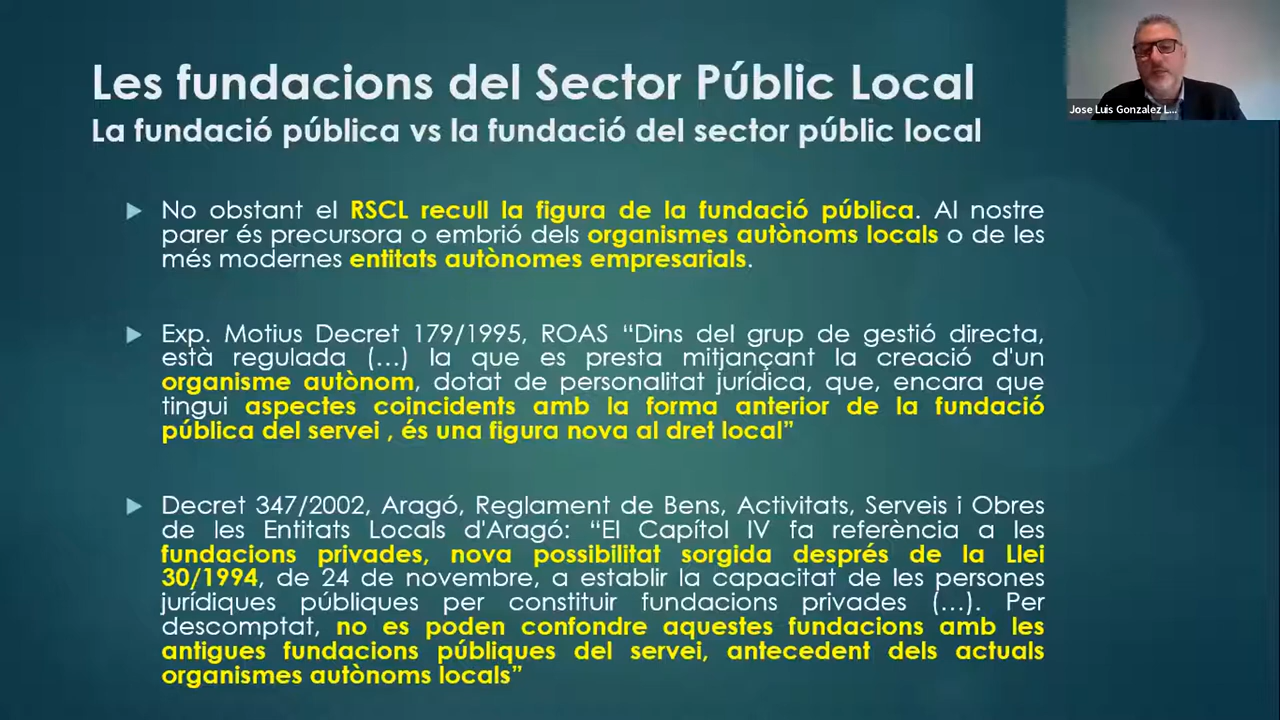 Les fundacions del Sector Públic Local
La fundació pública vs la fundació del sector públic local
Jose Luis Gonzalez L...
No obstant el RSCL recull la figura de la fundació pública. Al nostre
parer és precursora o embrió dels organismes autònoms locals o de les
més modernes entitats autònomes empresarials.
Exp. Motius Decret 179/1995, ROAS “Dins del grup de gestió directa,
està regulada (…) la que es presta mitjançant la creació d'un
organisme autònom, dotat de personalitat jurídica, que, encara que
tingui aspectes coincidents amb la forma anterior de la fundació
pública del servei , és una figura nova al dret local”
Decret 347/2002, Aragó, Reglament de Bens, Activitats, Serveis i Obres
de les Entitats Locals d'Aragó: “El Capítol IV fa referència a les
fundacions privades, nova possibilitat sorgida després de la Llei
30/1994, de 24 de novembre, a establir la capacitat de les persones
jurídiques públiques per constituir fundacions privades (…). Per
descomptat, no es poden confondre aquestes fundacions amb les
antigues fundacions públiques del servei, antecedent dels actuals
organismes autònoms locals”